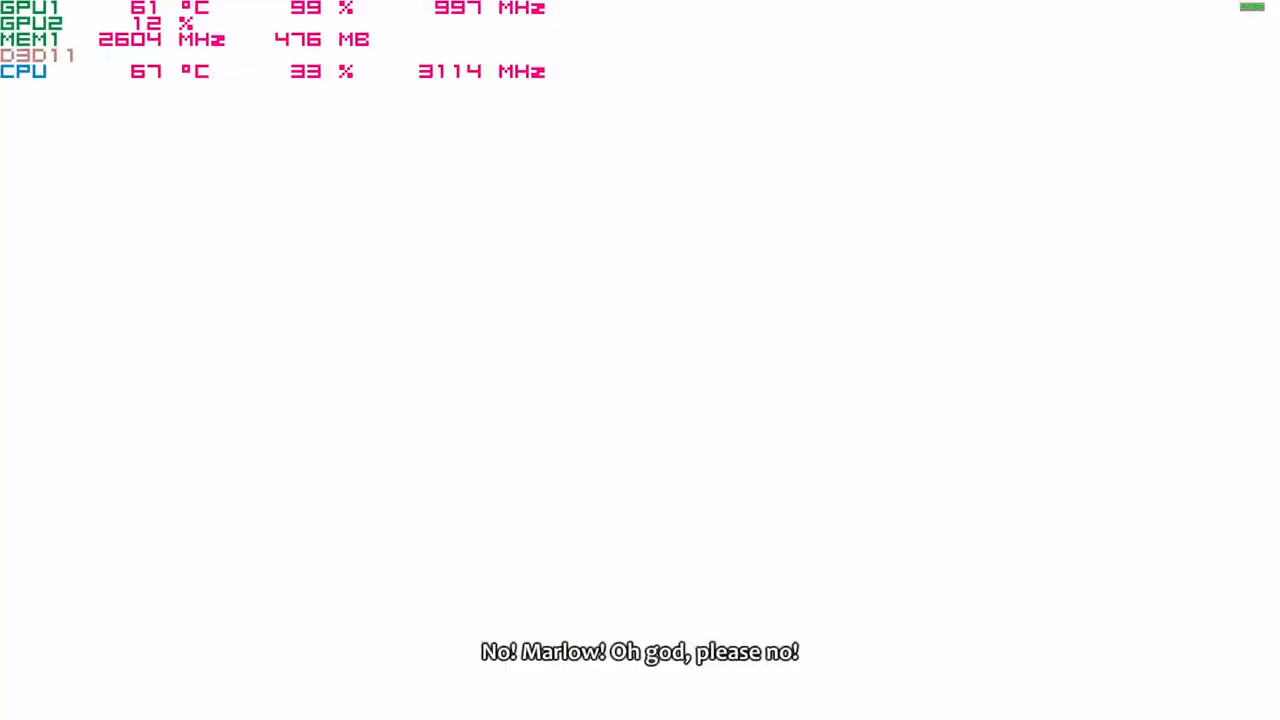 GPU1 61 °C 99 % 997 MHz
GPU2 12 %
MEM1 2604 MHz 476 MB
D3D11
CPU 67 °C 33 % 3114 MHz
No! Marlow! Oh god, please no!